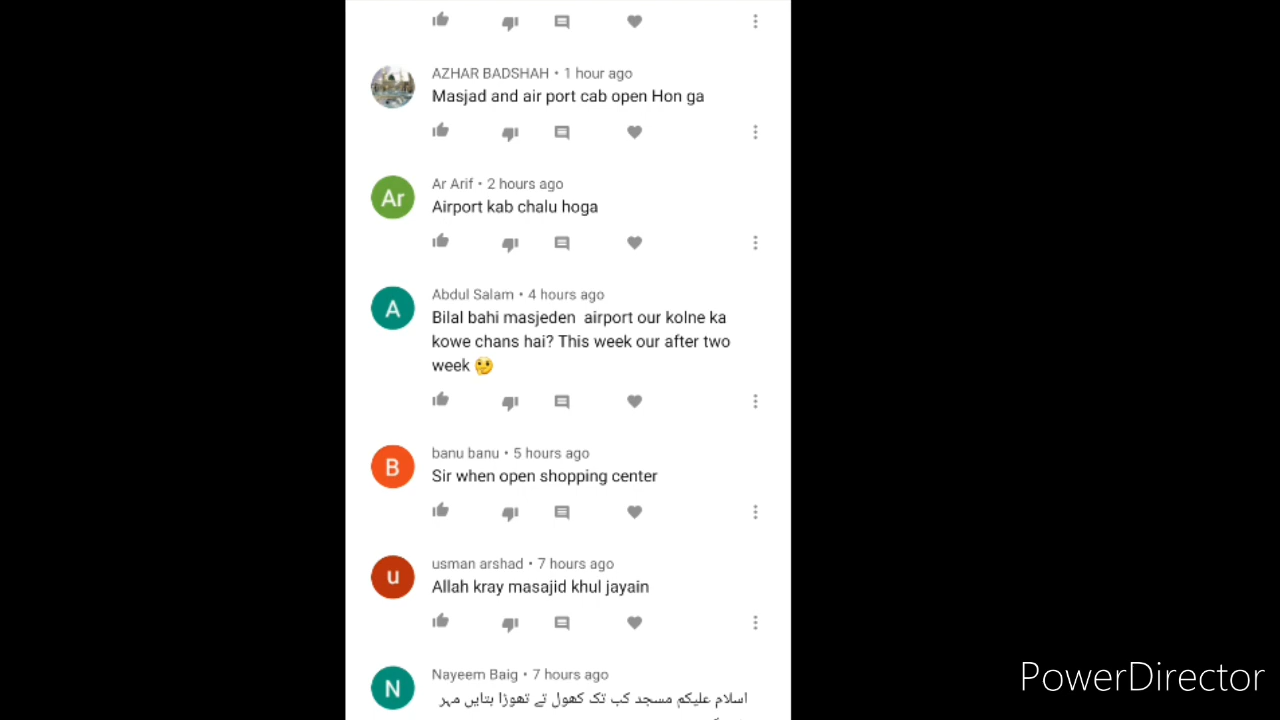 AZHAR BADSHAH • 1 hour ago
Masjad and air port cab open Hon ga
Ar
Ar Arif • 2 hours ago
Airport kab chalu hoga
A
Abdul Salam • 4 hours ago
Bilal bahi masjeden airport our kolne ka
kowe chans hai? This week our after two
week 🤔
B
banu banu • 5 hours ago
Sir when open shopping center
u
usman arshad • 7 hours ago
Allah kray masajid khul jayain
N
Nayeem Baig • 7 hours ago
اسلام علیکم مسجد کب تک کھول تے تھوڑا بتایں مہر
PowerDirector